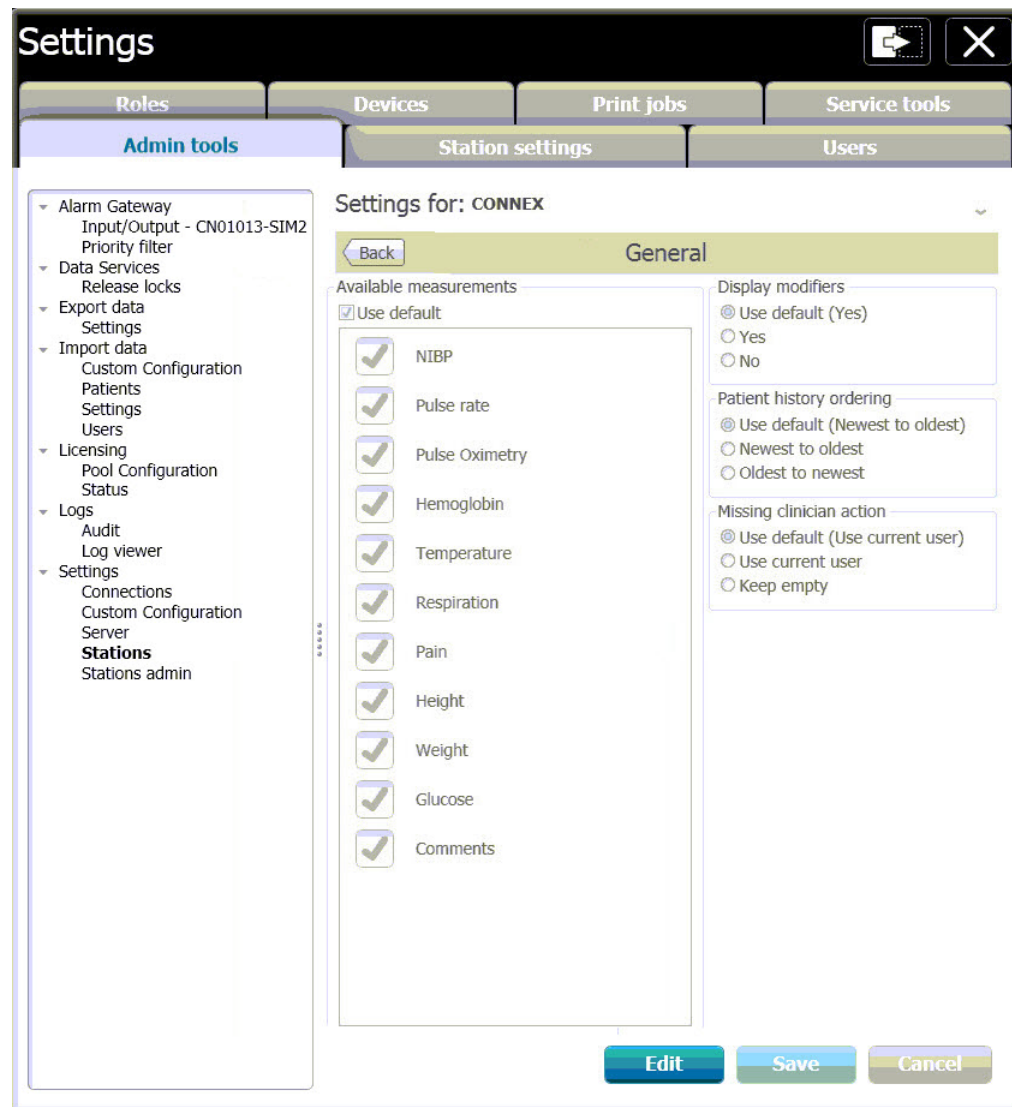 Settings
Roles
Devices
Print jobs
Service tools
Admin tools
Station settings
Users
Alarm Gateway
Input/Output - CN01013-SIM2
Priority filter
Data Services
Release locks
Export data
Settings
Import data
Custom Configuration
Patients
Settings
Users
Licensing
Pool Configuration
Status
Logs
Audit
Log viewer
Settings
Connections
Custom Configuration
Server
Stations
Stations admin
Settings for: CONNEX
Back
General
Available measurements
Use default
NIBP
Pulse rate
Pulse Oximetry
Hemoglobin
Temperature
Respiration
Pain
Height
Weight
Glucose
Comments
Display modifiers
Use default (Yes)
Yes
No
Patient history ordering
Use default (Newest to oldest)
Newest to oldest
Oldest to newest
Missing clinician action
Use default (Use current user)
Use current user
Keep empty
Edit
Save
Cancel